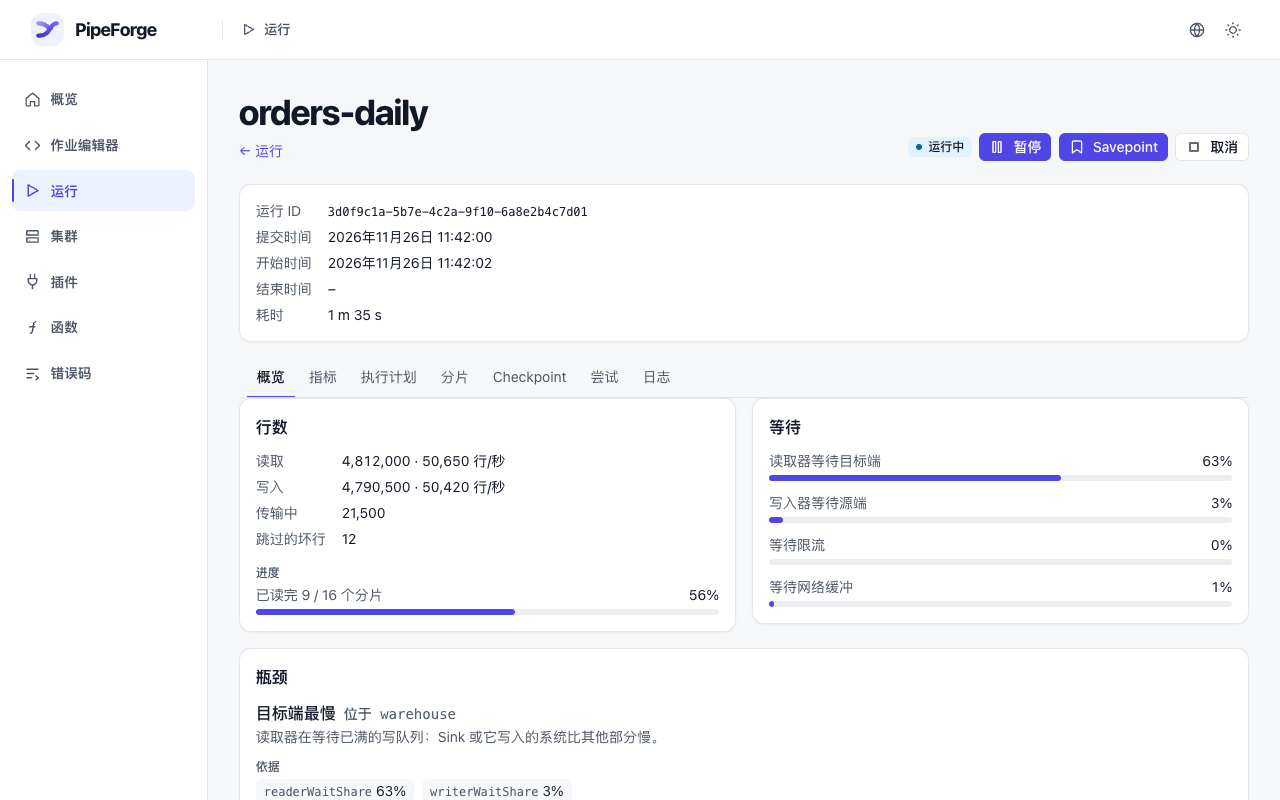 PipeForge
运行
概览
作业编辑器
运行
集群
插件
函数
错误码
orders-daily
← 运行
运行中
暂停
Savepoint
取消
运行 ID 3d0f9c1a-5b7e-4c2a-9f10-6a8e2b4c7d01
提交时间 2026年11月26日 11:42:00
开始时间 2026年11月26日 11:42:02
结束时间 –
耗时 1 m 35 s
概览 指标 执行计划 分片 Checkpoint 尝试 日志
行数
读取 4,812,000 · 50,650 行/秒
写入 4,790,500 · 50,420 行/秒
传输中 21,500
跳过的坏行 12
进度
已读完 9 / 16 个分片 56%
等待
读取器等待目标端 63%
写入器等待源端 3%
等待限流 0%
等待网络缓冲 1%
瓶颈
目标端最慢 位于 warehouse
读取器在等待已满的写队列：Sink 或它写入的系统比其他部分慢。
依据
readerWaitShare 63% writerWaitShare 3%